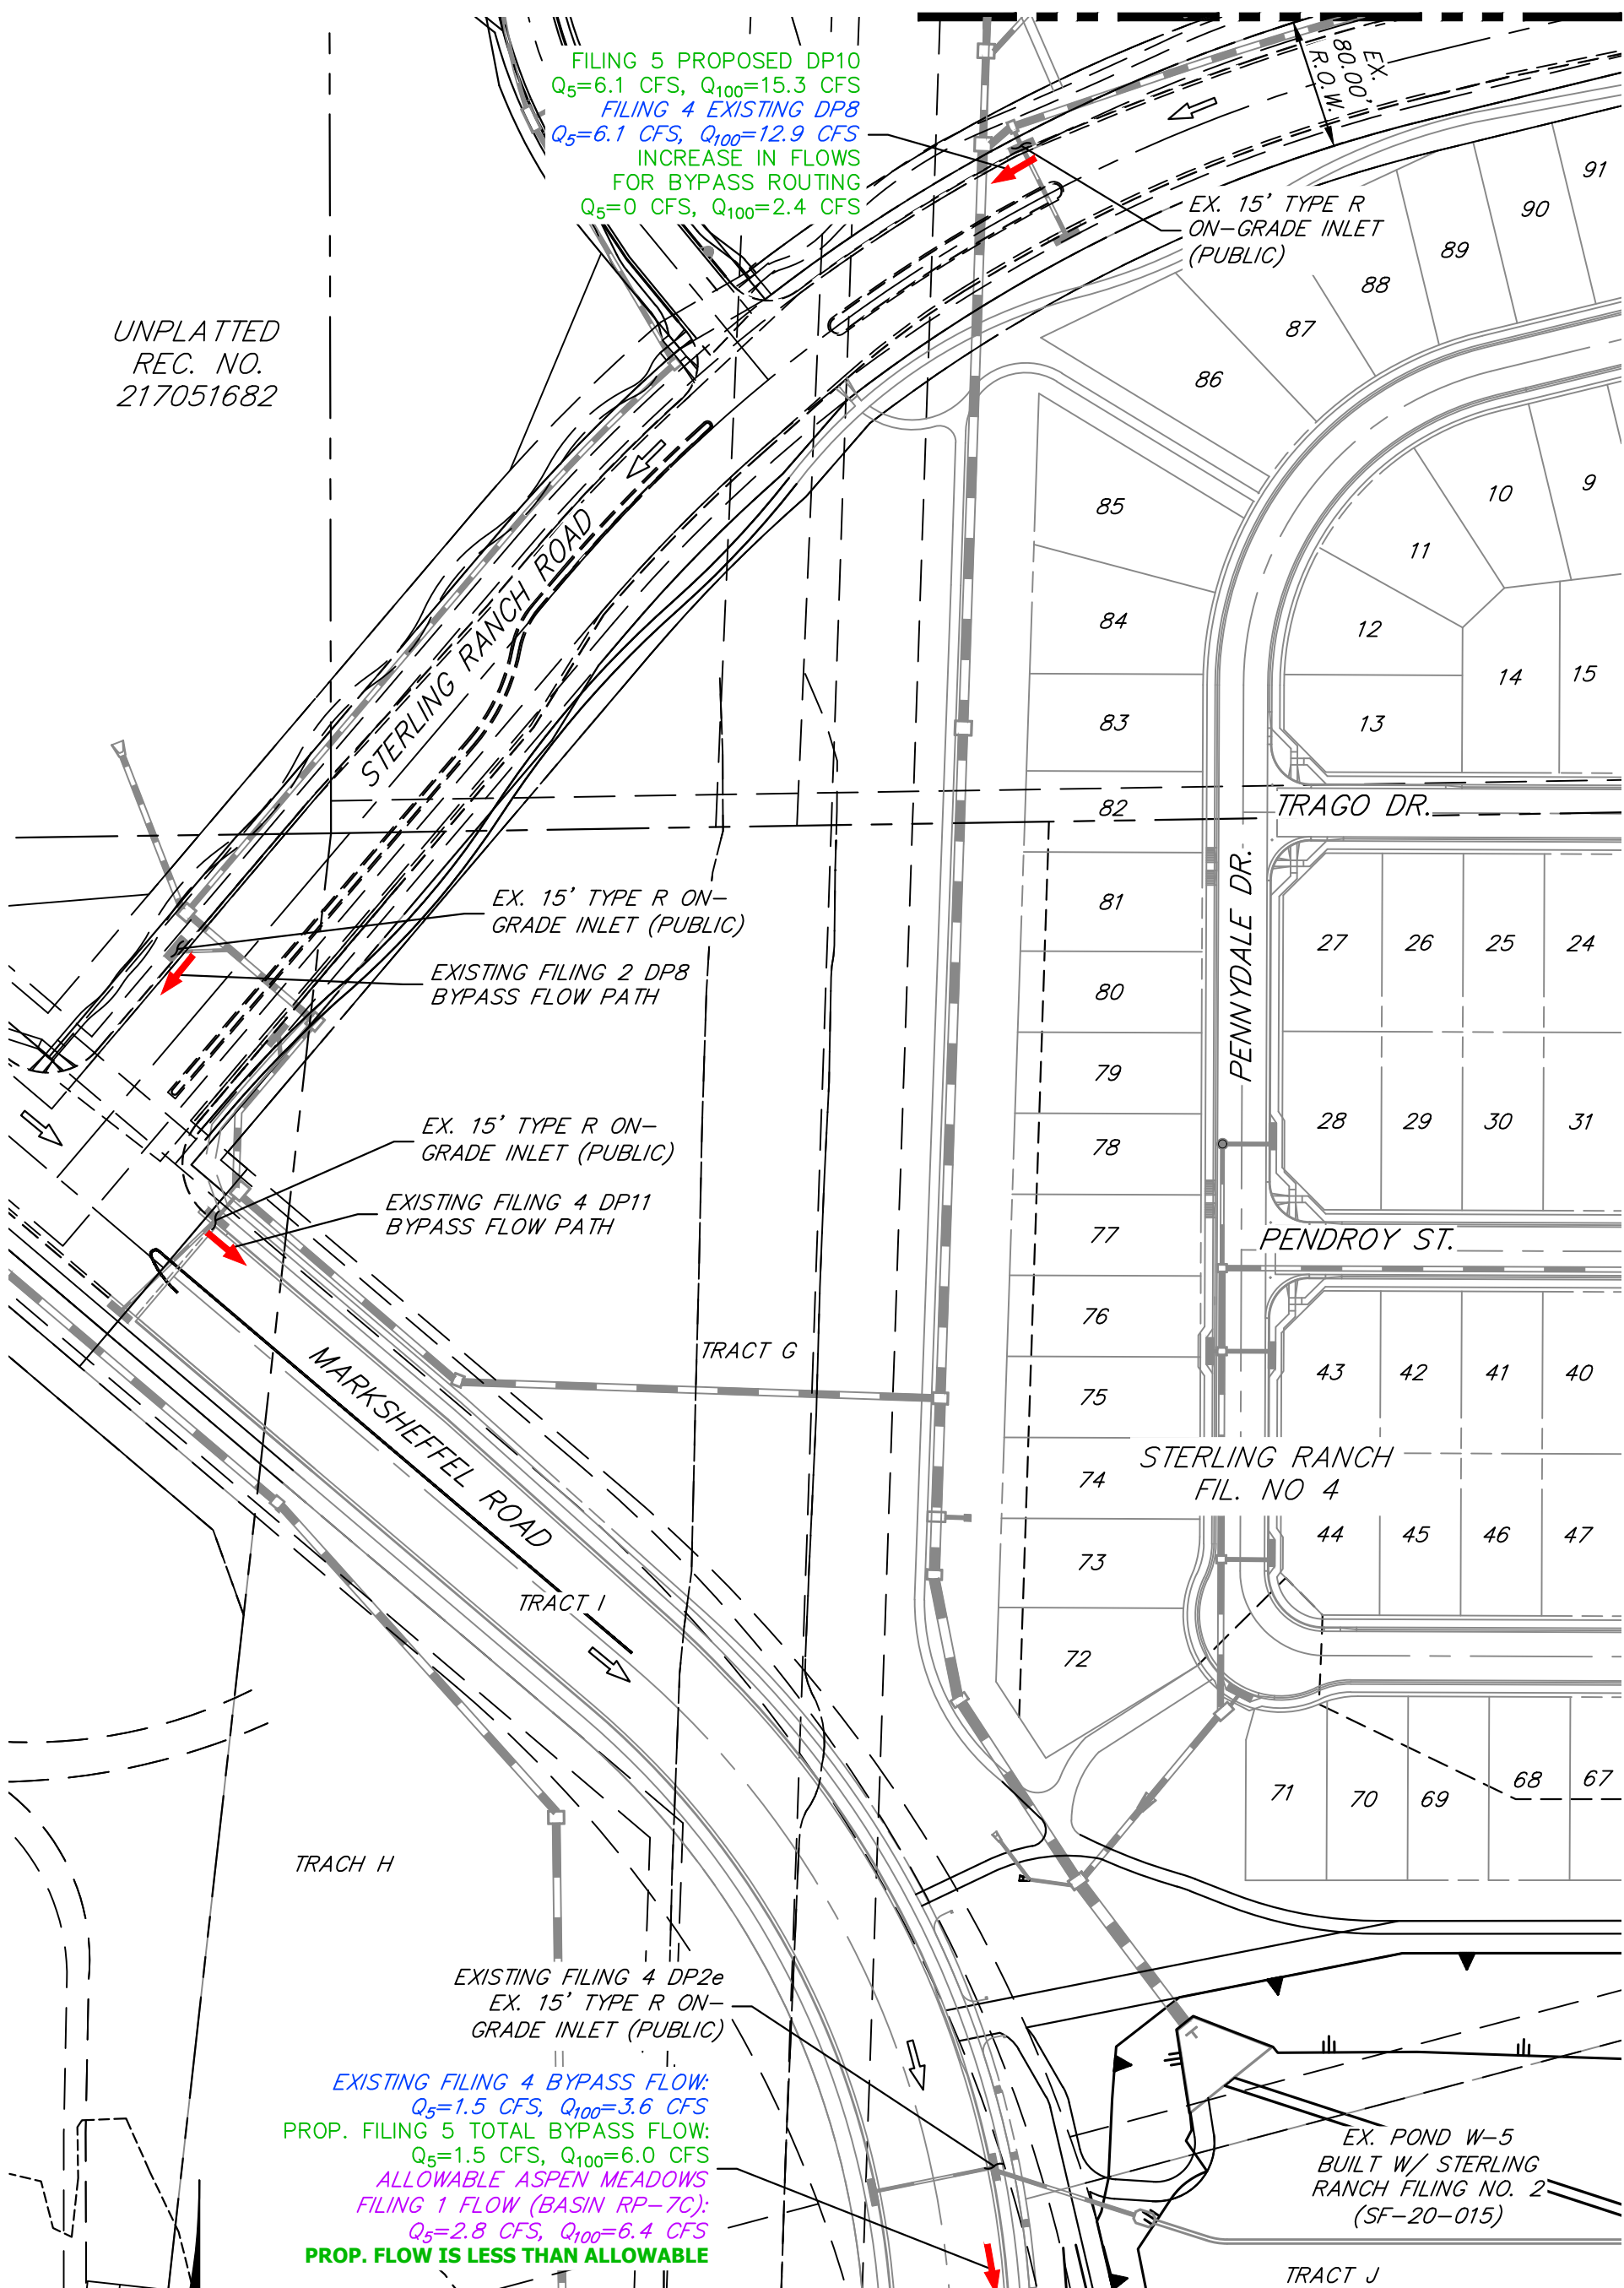 FILING 5 PROPOSED DP10
Q5=6.1 CFS, Q100=15.3 CFS
FILING 4 EXISTING DP8
Q5=6.1 CFS, Q100=12.9 CFS
INCREASE IN FLOWS
FOR BYPASS ROUTING
Q5=0 CFS, Q100=2.4 CFS
EX.
80.00'
R.O.W.
EX. 15' TYPE R
ON-GRADE INLET
(PUBLIC)
UNPLATTED
REC. NO.
217051682
91
90
89
88
87
86
85
84
83
82
81
80
79
78
77
76
75
74
73
72
9
10
11
12
13
14
15
STERLING RANCH ROAD
TRAGO DR.
PENNYDALE DR.
EX. 15' TYPE R ON-
GRADE INLET (PUBLIC)
EXISTING FILING 2 DP8
BYPASS FLOW PATH
27
26
25
24
28
29
30
31
EX. 15' TYPE R ON-
GRADE INLET (PUBLIC)
EXISTING FILING 4 DP11
BYPASS FLOW PATH
PENDROY ST.
TRACT G
MARKSHEFFEL ROAD
43
42
41
40
STERLING RANCH
FIL. NO 4
44
45
46
47
TRACT I
71
70
69
68
67
TRACH H
EXISTING FILING 4 DP2e
EX. 15' TYPE R ON-
GRADE INLET (PUBLIC)
EXISTING FILING 4 BYPASS FLOW:
Q5=1.5 CFS, Q100=3.6 CFS
PROP. FILING 5 TOTAL BYPASS FLOW:
Q5=1.5 CFS, Q100=6.0 CFS
ALLOWABLE ASPEN MEADOWS
FILING 1 FLOW (BASIN RP-7C):
Q5=2.8 CFS, Q100=6.4 CFS
PROP. FLOW IS LESS THAN ALLOWABLE
EX. POND W-5
BUILT W/ STERLING
RANCH FILING NO. 2
(SF-20-015)
TRACT J